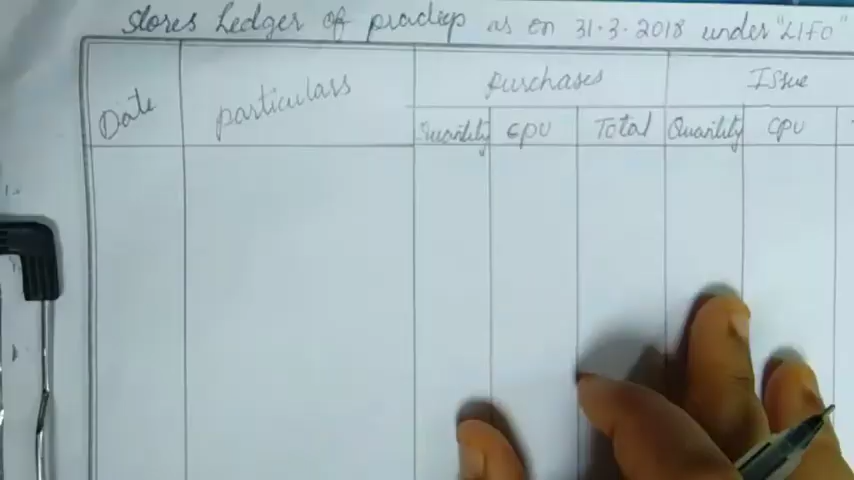 Stores Ledger of pradiep as on 31.3.2018 under "LIFO"
Date particulars Purchases Issue
Quantity CPU Total Quantity CPU